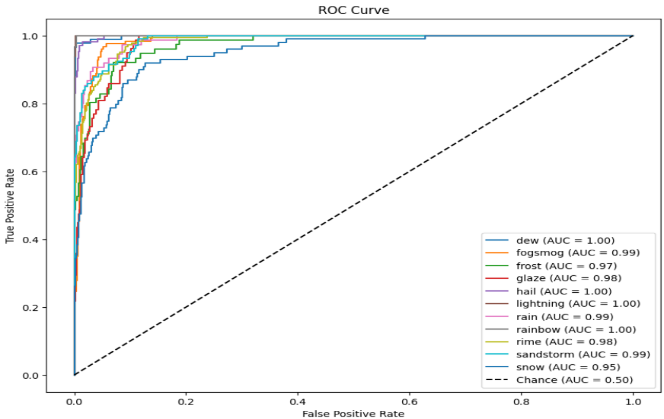 ROC Curve
True Positive Rate
1.0
0.8
0.6
0.4
0.2
0.0
dew (AUC = 1.00)
fogsmog (AUC = 0.99)
frost (AUC = 0.97)
glaze (AUC = 0.98)
hail (AUC = 1.00)
lightning (AUC = 1.00)
rain (AUC = 0.99)
rainbow (AUC = 1.00)
rime (AUC = 0.98)
sandstorm (AUC = 0.99)
snow (AUC = 0.95)
Chance (AUC = 0.50)
0.0 0.2 0.4 0.6 0.8 1.0
False Positive Rate